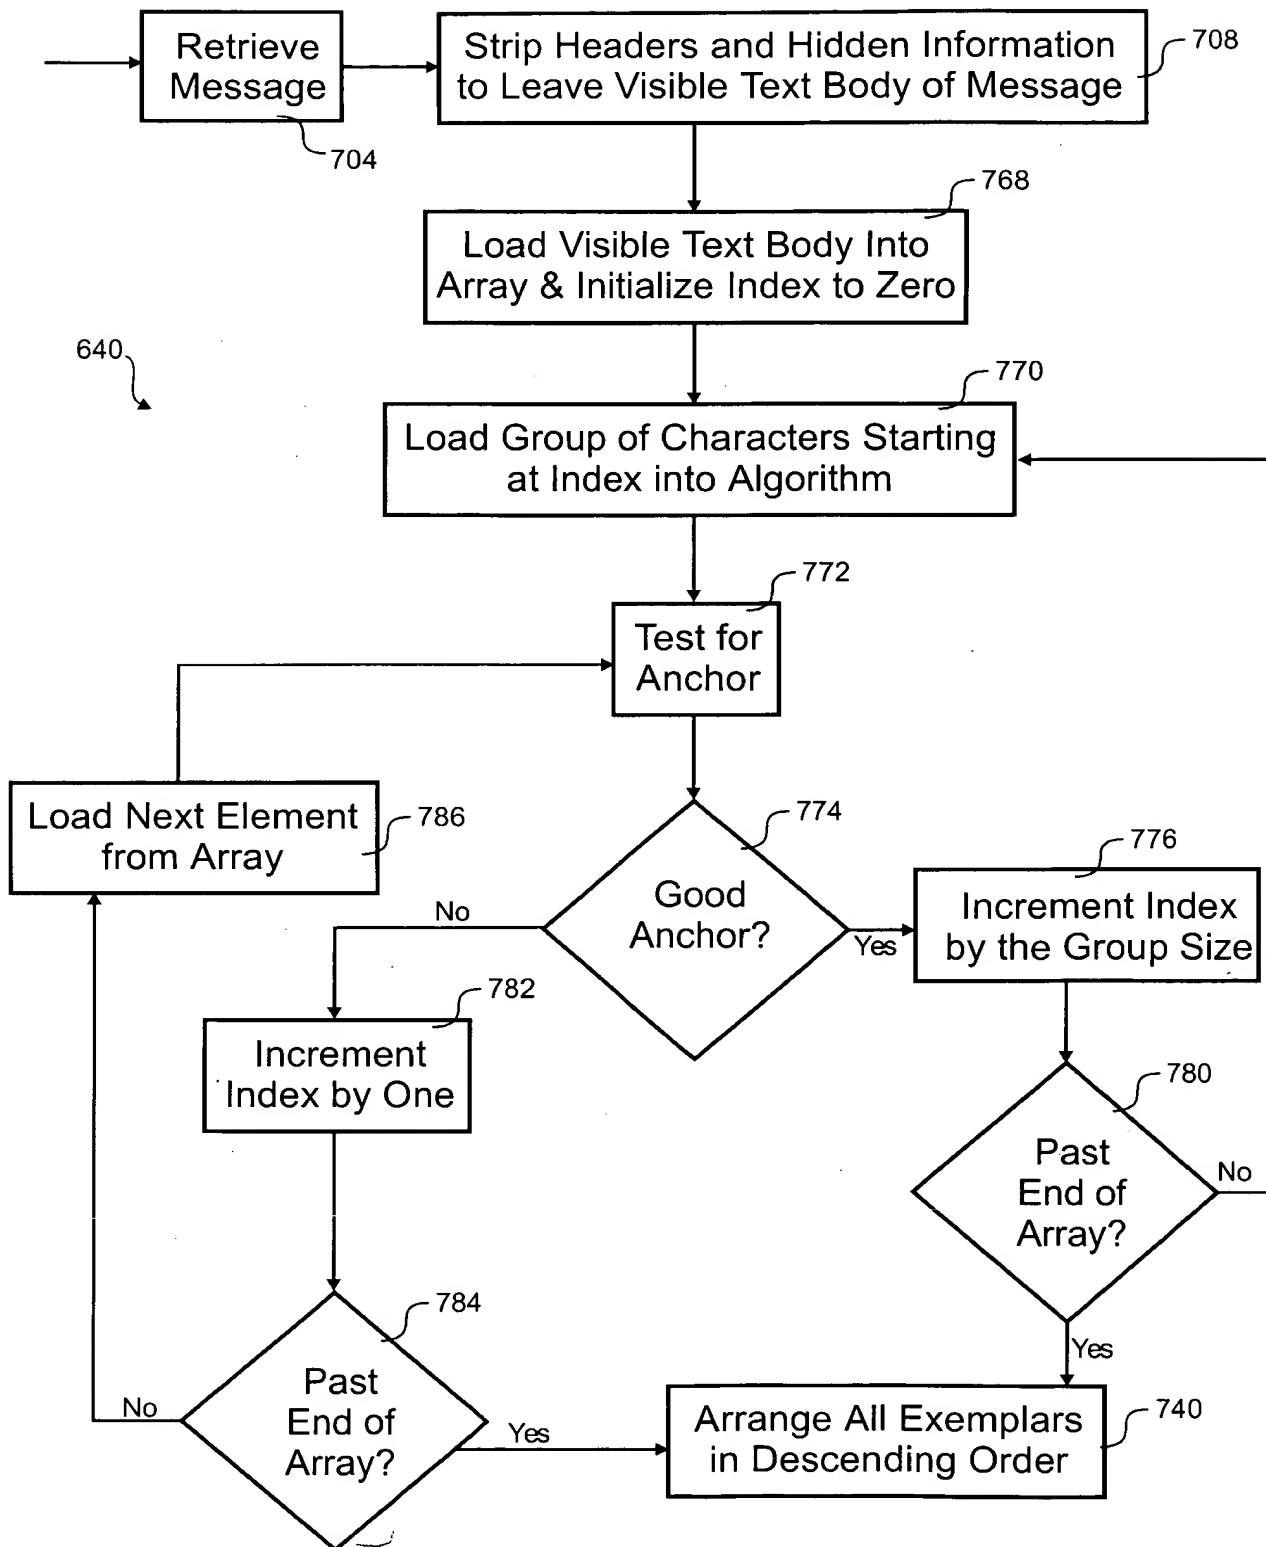 Retrieve
Message
704
Strip Headers and Hidden Information
to Leave Visible Text Body of Message
708
768
Load Visible Text Body Into
Array & Initialize Index to Zero
640
770
Load Group of Characters Starting
at Index into Algorithm
772
Test for
Anchor
Load Next Element
from Array
786
774
Good
Anchor?
No
Yes
776
Increment Index
by the Group Size
782
Increment
Index by One
780
Past
End of
Array?
No
Yes
784
Past
End of
Array?
No
Yes
Arrange All Exemplars
in Descending Order
740